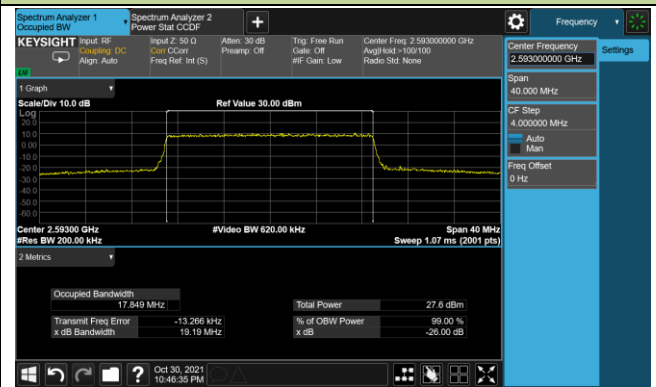 Spectrum Analyzer 1
Occupied BW
Spectrum Analyzer 2
Power Stat CCDF
Frequency
KEYSIGHT
Input: RF
Coupling: DC
Align: Auto
Input Z: 50 Ω
Corr CCorr
Freq Ref: Int (S)
Atten: 30 dB
Preamp: Off
Trig: Free Run
Gate: Off
#IF Gain: Low
Center Freq: 2.593000000 GHz
Avg|Hold:>100/100
Radio Std: None
Center Frequency
2.593000000 GHz
Settings
Span
40.000 MHz
CF Step
4.000000 MHz
Auto
Man
Freq Offset
0 Hz
1 Graph
Scale/Div 10.0 dB
Ref Value 30.00 dBm
Log
20.0
10.0
0.00
-10.0
-20.0
-30.0
-40.0
-50.0
-60.0
Center 2.59300 GHz
#Video BW 620.00 kHz
Span 40 MHz
#Res BW 200.00 kHz
Sweep 1.07 ms (2001 pts)
2 Metrics
Occupied Bandwidth
17.849 MHz
Total Power 27.6 dBm
Transmit Freq Error -13.266 kHz
% of OBW Power 99.00 %
x dB Bandwidth 19.19 MHz
x dB -26.00 dB
Oct 30, 2021
10:46:35 PM